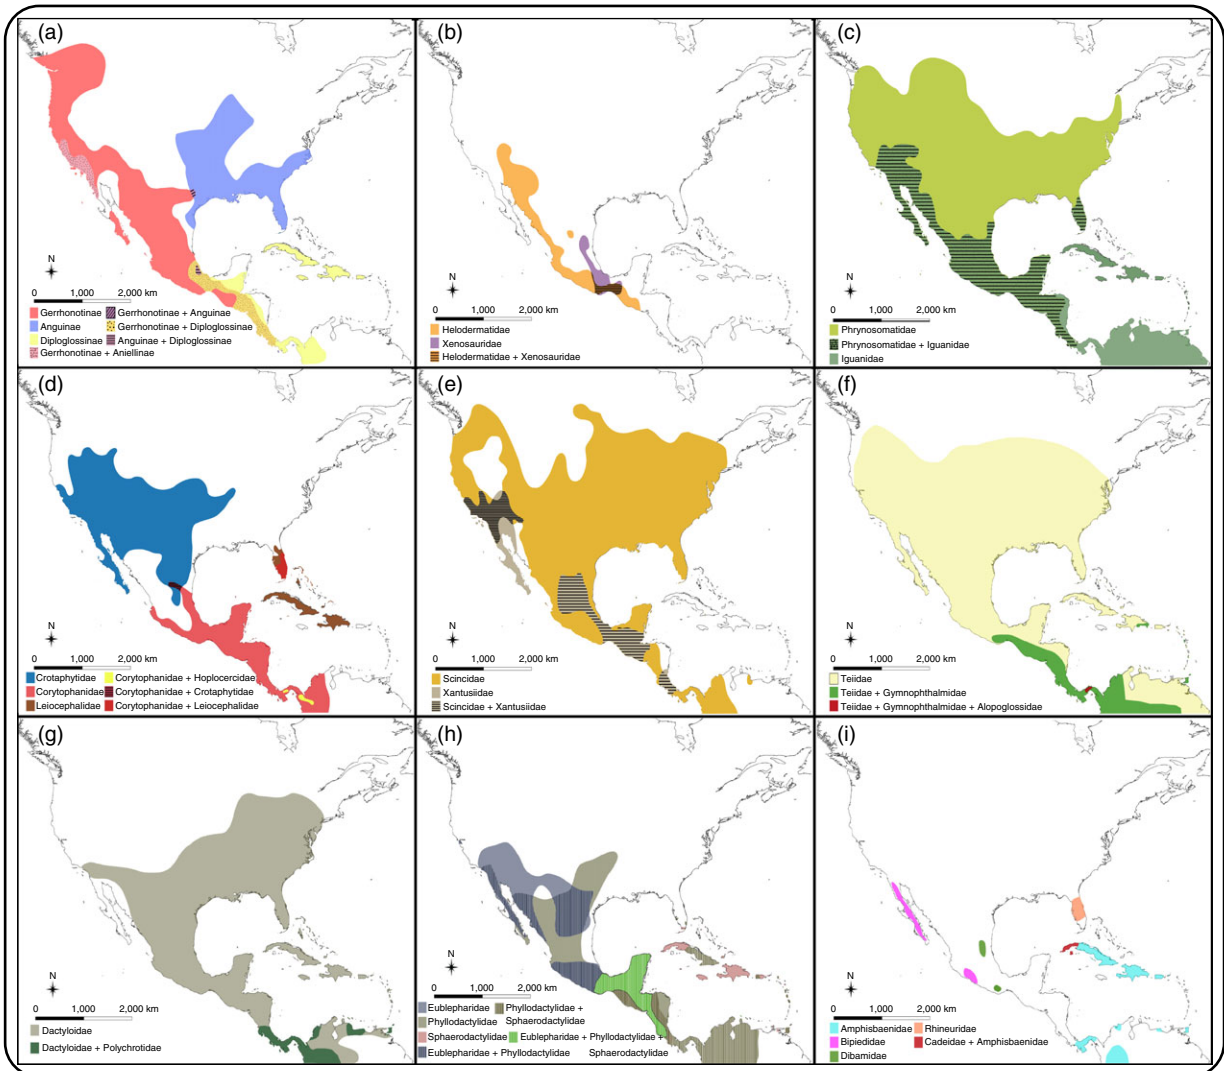 (a)
N
0 1,000 2,000 km
Gerrhonotinae
Gerrhonotinae + Anguinae
Anguinae
Gerrhonotinae + Diploglossinae
Diploglossinae
Anguinae + Diploglossinae
Gerrhonotinae + Aniellinae
(b)
N
0 1,000 2,000 km
Helodermatidae
Xenosauridae
Helodermatidae + Xenosauridae
(c)
N
0 1,000 2,000 km
Phrynosomatidae
Phrynosomatidae + Iguanidae
Iguanidae
(d)
N
0 1,000 2,000 km
Crotaphytidae
Corytophanidae + Hoplocercidae
Corytophanidae
Corytophanidae + Crotaphytidae
Leiocephalidae
Corytophanidae + Leiocephalidae
(e)
N
0 1,000 2,000 km
Scincidae
Xantusiidae
Scincidae + Xantusiidae
(f)
N
0 1,000 2,000 km
Teiidae
Teiidae + Gymnophthalmidae
Teiidae + Gymnophthalmidae + Alopoglossidae
(g)
N
0 1,000 2,000 km
Dactyloidae
Dactyloidae + Polychrotidae
(h)
N
0 1,000 2,000 km
Eublepharidae
Phyllodactylidae +
Phyllodactylidae
Sphaerodactylidae
Sphaerodactylidae
Eublepharidae + Phyllodactylidae +
Eublepharidae + Phyllodactylidae
Sphaerodactylidae
(i)
N
0 1,000 2,000 km
Amphisbaenidae
Rhineuridae
Bipiedidae
Cadeidae + Amphisbaenidae
Dibamidae